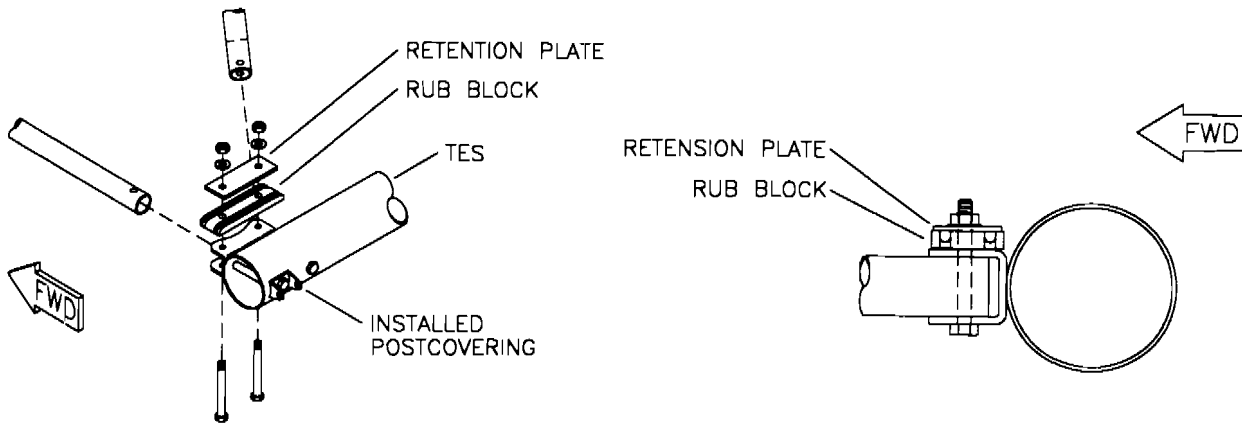 RETENTION PLATE
RUB BLOCK
TES
FWD
INSTALLED
POSTCOVERING
FWD
RETENSION PLATE
RUB BLOCK